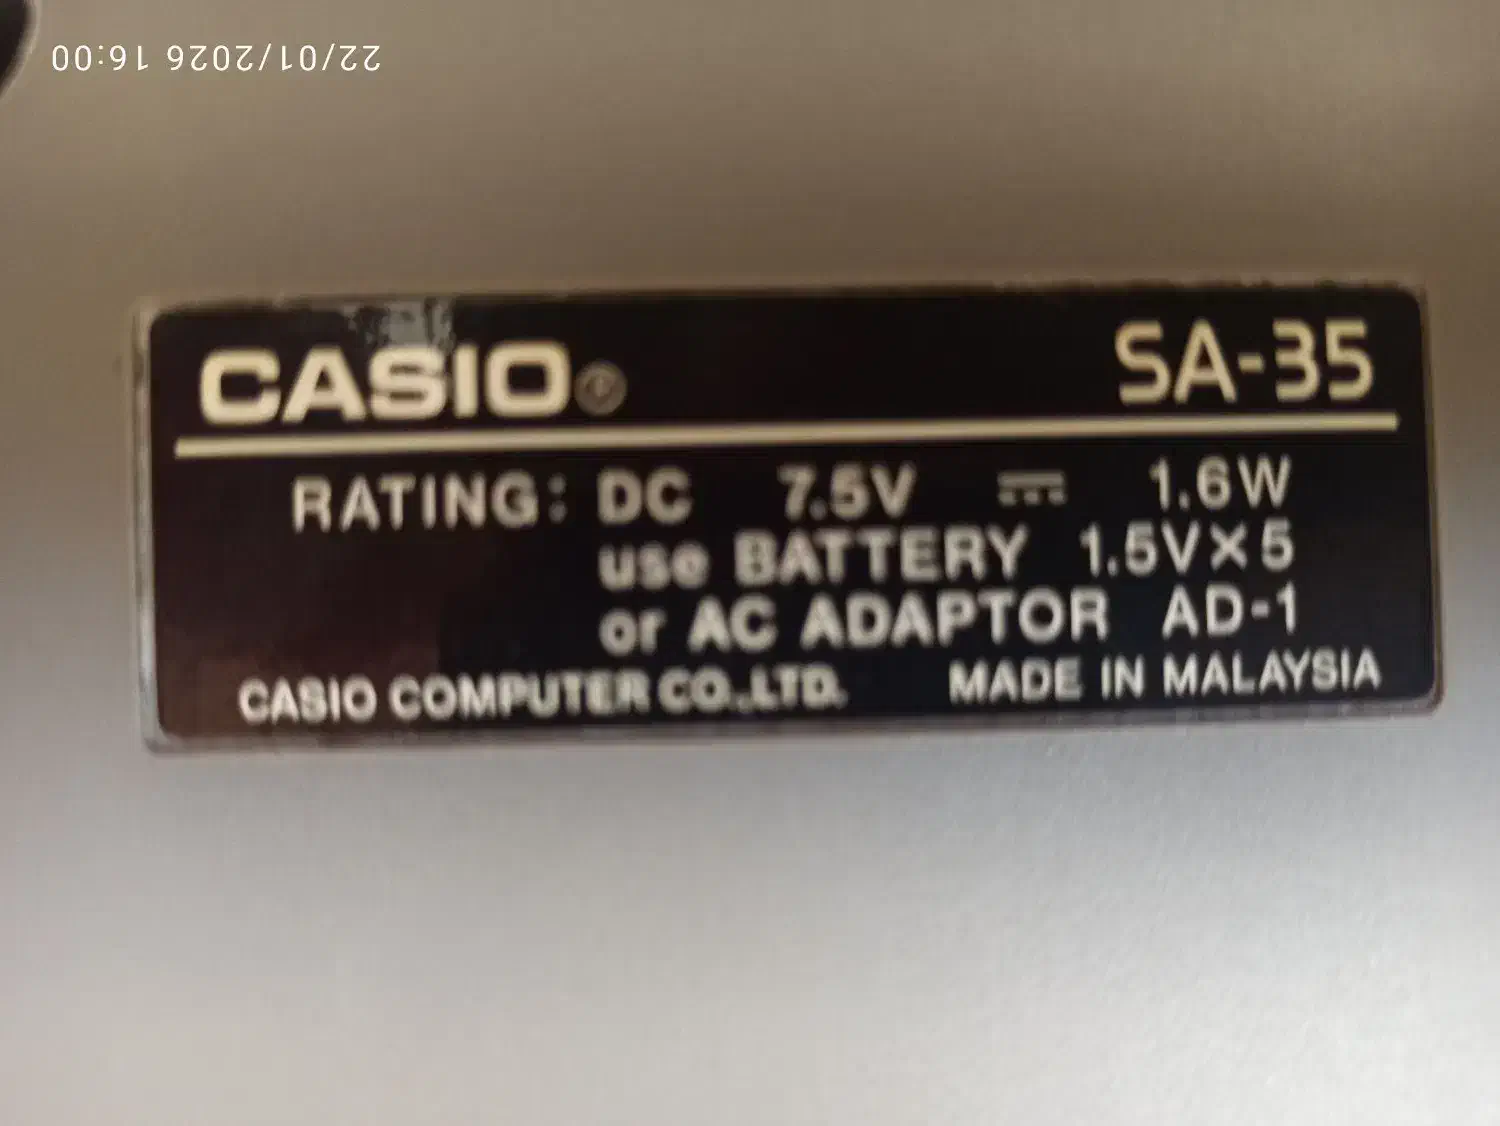 22/01/2026 16:00
CASIO®
SA-35
RATING: DC 7.5V ⎓ 1.6W
use BATTERY 1.5V×5
or AC ADAPTOR AD-1
CASIO COMPUTER CO.,LTD. MADE IN MALAYSIA